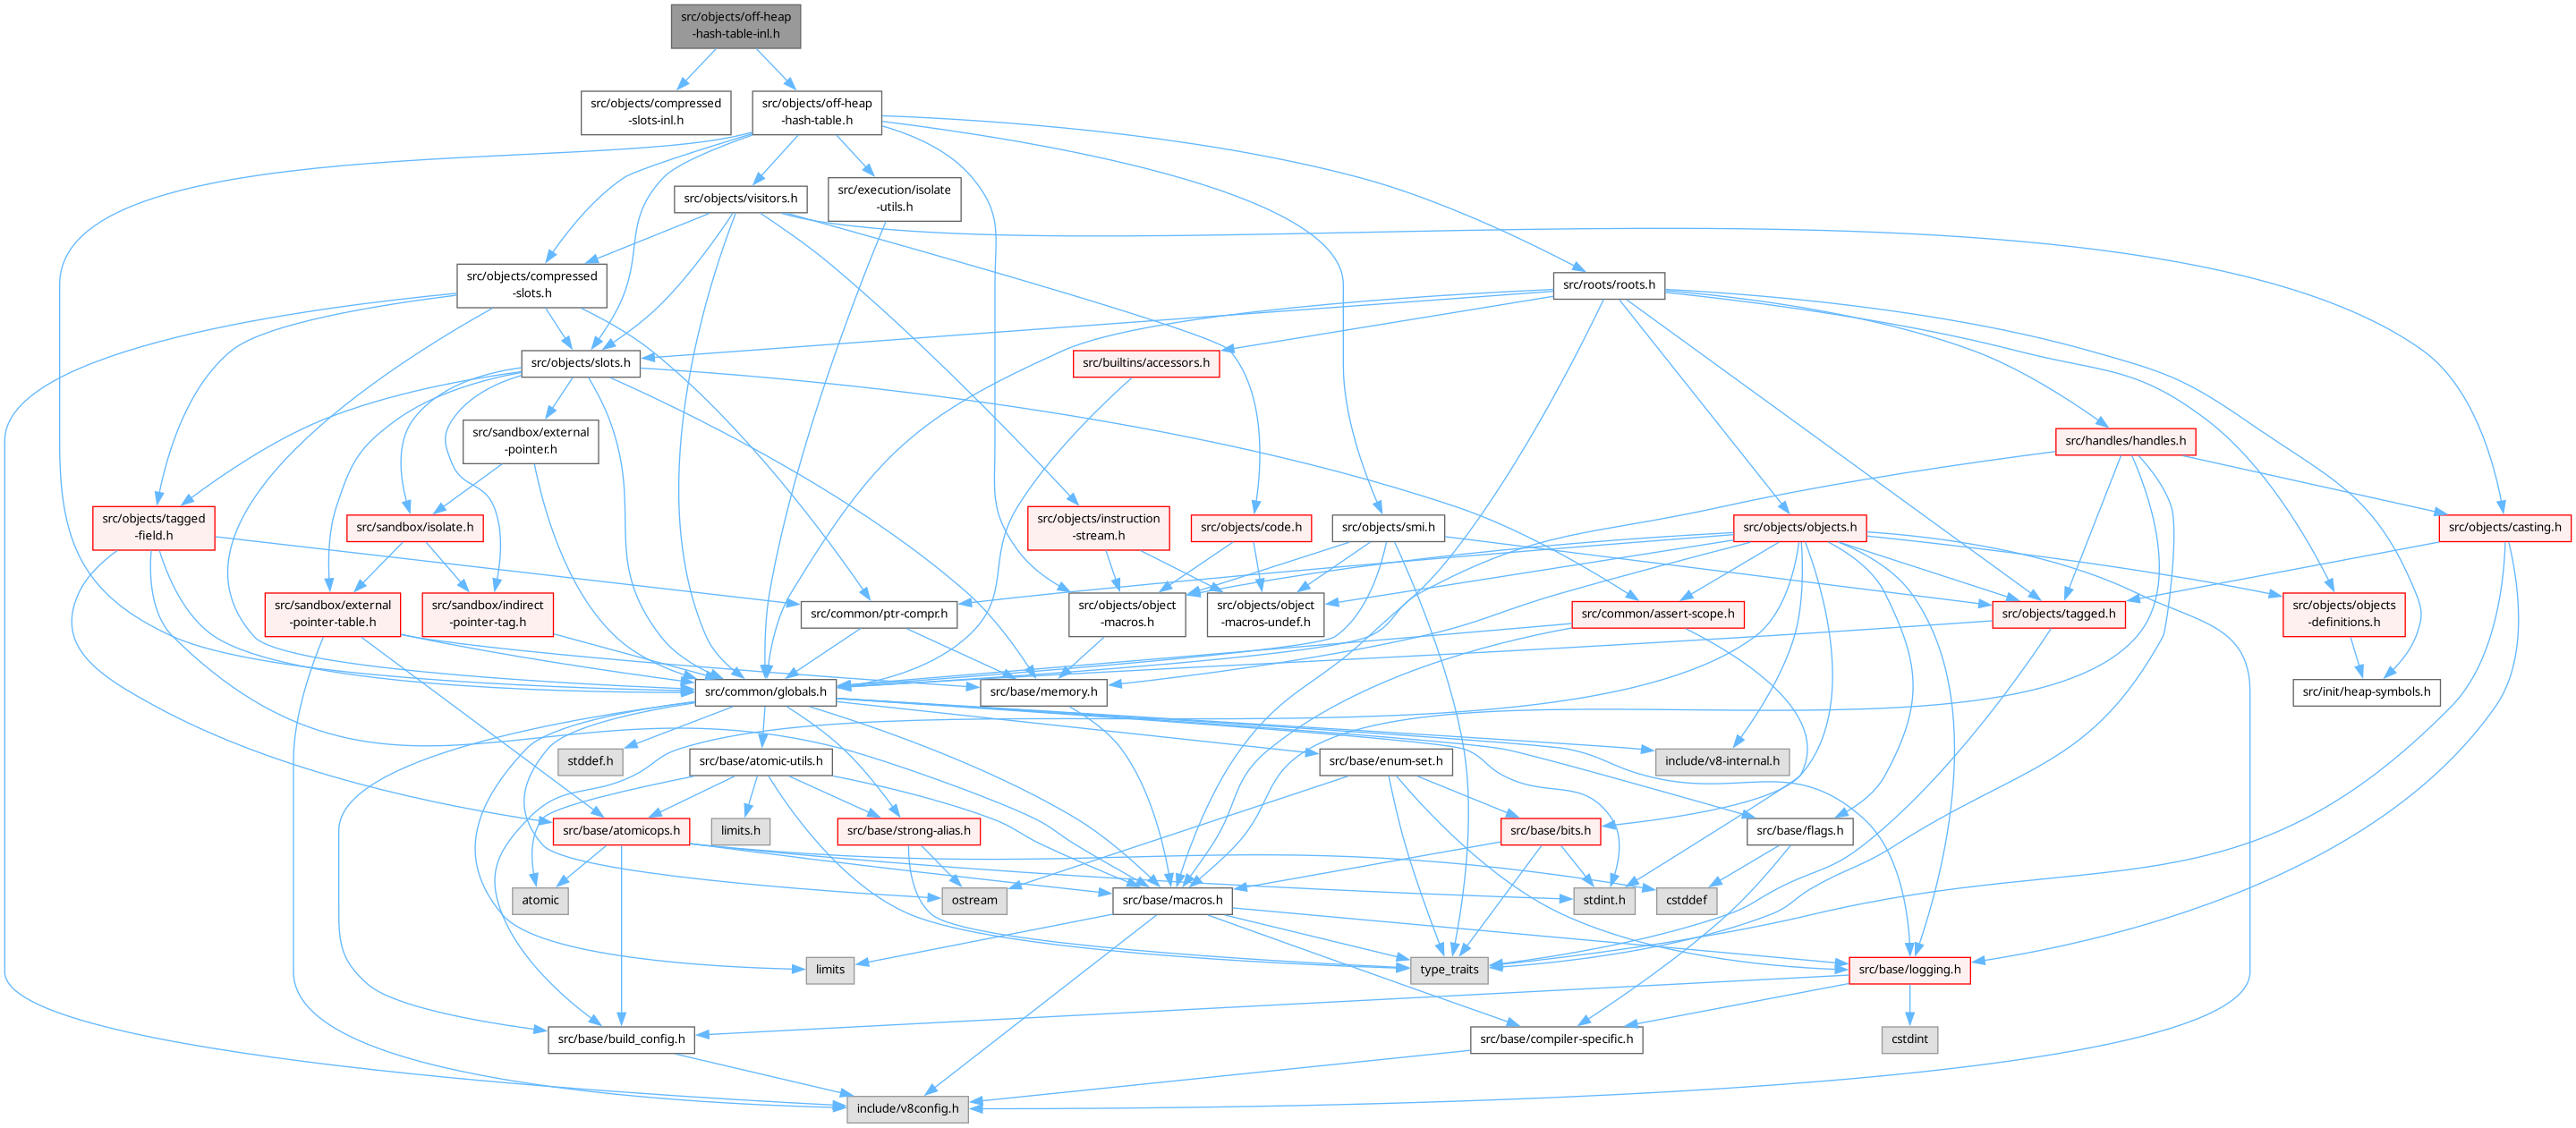 src/objects/off-heap
-hash-table-inl.h
src/objects/compressed
-slots-inl.h
src/objects/off-heap
-hash-table.h
src/objects/visitors.h
src/execution/isolate
-utils.h
src/objects/compressed
-slots.h
src/roots/roots.h
src/objects/slots.h
src/builtins/accessors.h
src/sandbox/external
-pointer.h
src/handles/handles.h
src/objects/tagged
-field.h
src/sandbox/isolate.h
src/objects/instruction
-stream.h
src/objects/code.h
src/objects/smi.h
src/objects/objects.h
src/objects/casting.h
src/sandbox/external
-pointer-table.h
src/sandbox/indirect
-pointer-tag.h
src/common/ptr-compr.h
src/objects/object
-macros.h
src/objects/object
-macros-undef.h
src/common/assert-scope.h
src/objects/tagged.h
src/objects/objects
-definitions.h
src/common/globals.h
src/base/memory.h
src/init/heap-symbols.h
stddef.h
src/base/atomic-utils.h
src/base/enum-set.h
include/v8-internal.h
src/base/atomicops.h
limits.h
src/base/strong-alias.h
src/base/bits.h
src/base/flags.h
atomic
ostream
src/base/macros.h
stdint.h
cstddef
limits
type_traits
src/base/logging.h
src/base/build_config.h
src/base/compiler-specific.h
cstdint
include/v8config.h